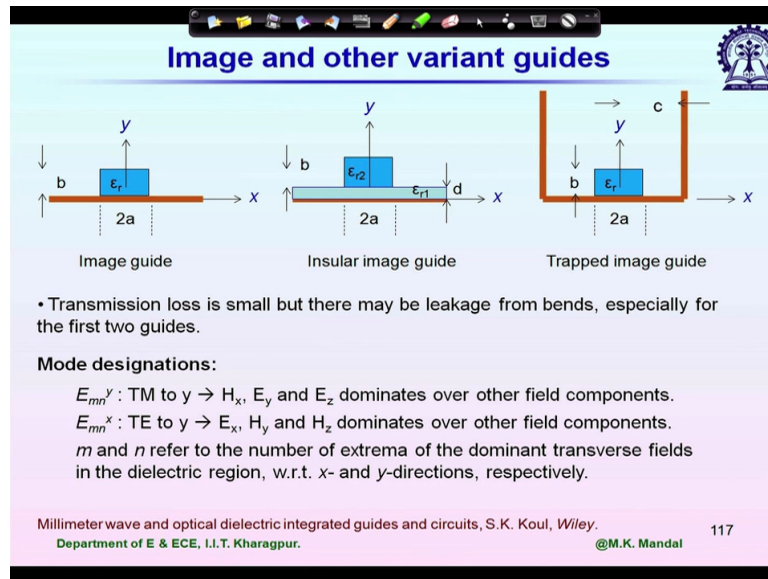 Image and other variant guides
y
b
εr
x
2a
Image guide
y
b
εr2
εr1
d
x
2a
Insular image guide
c
y
b
εr
x
2a
Trapped image guide
• Transmission loss is small but there may be leakage from bends, especially for
the first two guides.
Mode designations:
Emn^y : TM to y → Hx, Ey and Ez dominates over other field components.
Emn^x : TE to y → Ex, Hy and Hz dominates over other field components.
m and n refer to the number of extrema of the dominant transverse fields
in the dielectric region, w.r.t. x- and y-directions, respectively.
Millimeter wave and optical dielectric integrated guides and circuits, S.K. Koul, Wiley.
117
Department of E & ECE, I.I.T. Kharagpur.
@M.K. Mandal